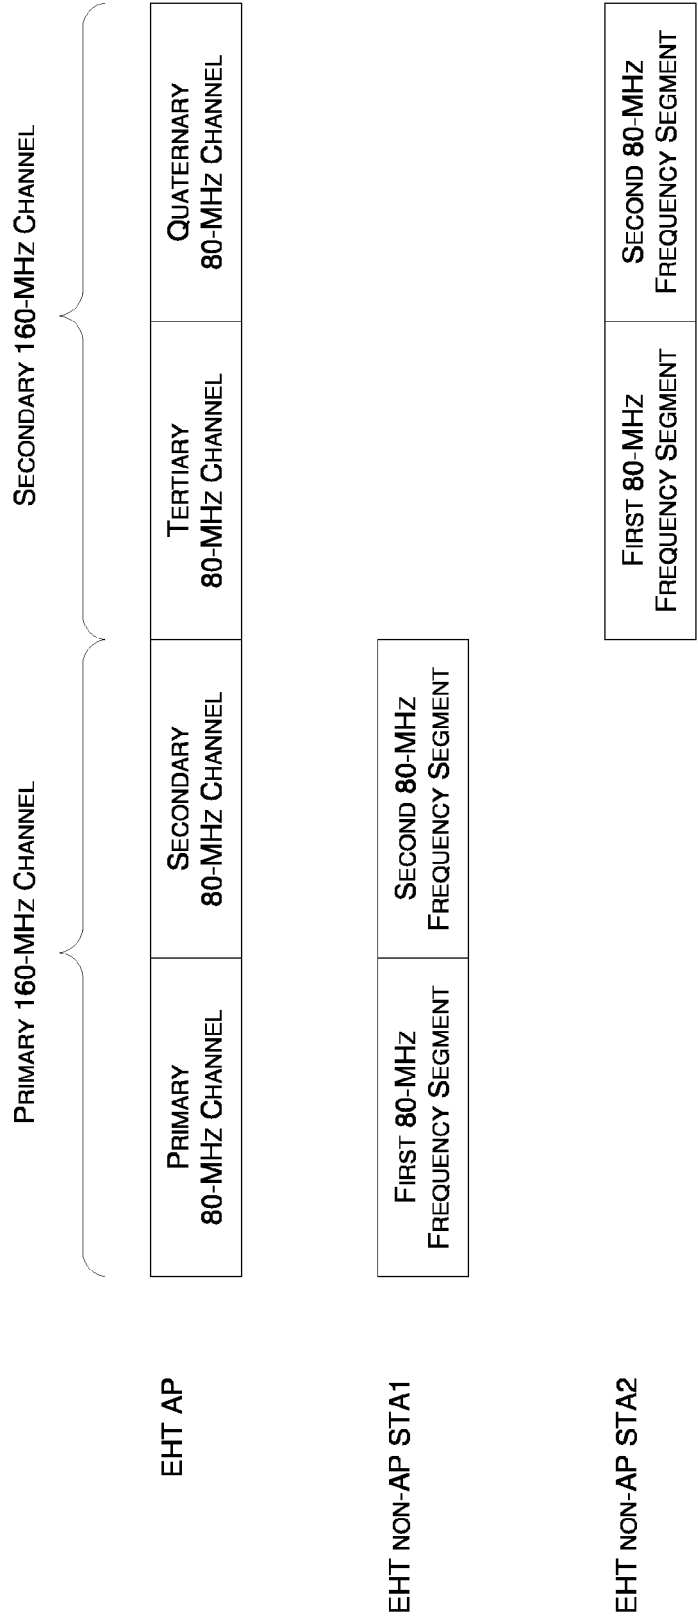 PRIMARY 160-MHZ CHANNEL
SECONDARY 160-MHZ CHANNEL
EHT AP
PRIMARY
80-MHZ CHANNEL
SECONDARY
80-MHZ CHANNEL
TERTIARY
80-MHZ CHANNEL
QUATERNARY
80-MHZ CHANNEL
EHT NON-AP STA1
FIRST 80-MHZ
FREQUENCY SEGMENT
SECOND 80-MHZ
FREQUENCY SEGMENT
EHT NON-AP STA2
FIRST 80-MHZ
FREQUENCY SEGMENT
SECOND 80-MHZ
FREQUENCY SEGMENT